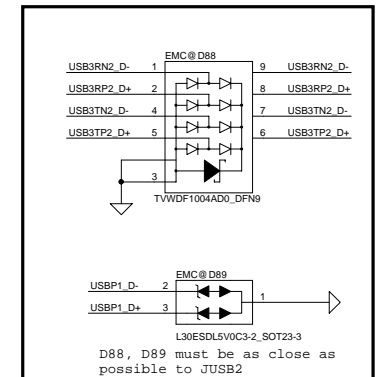 EMC@ D88
USB3RN2_D- 1 9 USB3RN2_D-
USB3RP2_D+ 2 8 USB3RP2_D+
USB3TN2_D- 4 7 USB3TN2_D-
USB3TP2_D+ 5 6 USB3TP2_D+
3
TVWDF1004AD0_DFN9
EMC@ D89
USBP1_D- 2
1
USBP1_D+ 3
L30ESDL5V0C3-2_SOT23-3
D88, D89 must be as close as
possible to JUSB2